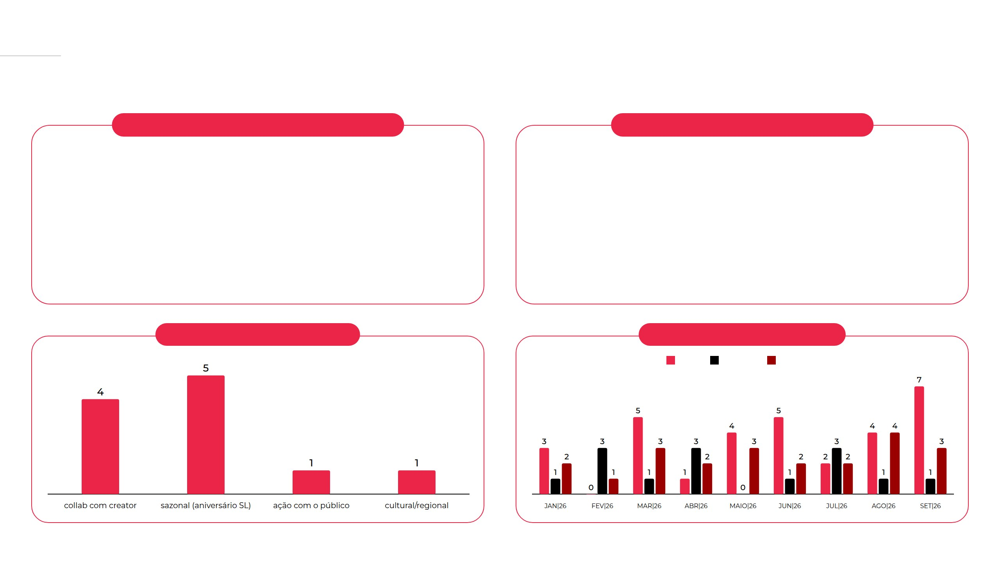 5
4
1
1
collab com creator
sazonal (aniversário SL)
ação com o público
cultural/regional
7
5
5
4
4
4
3
3
3
3
3
3
3
2
2
2
2
2
1
1
1
1
1
1
1
0
0
JAN|26
FEV|26
MAR|26
ABR|26
MAIO|26
JUN|26
JUL|26
AGO|26
SET|26